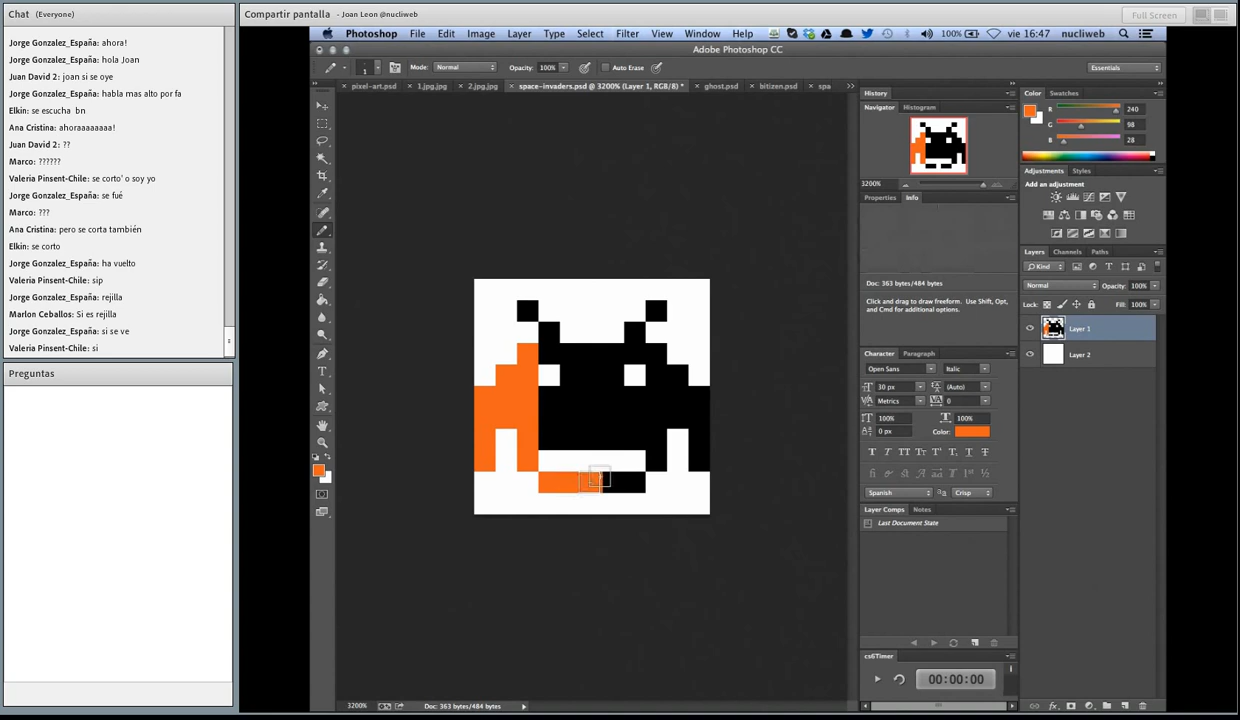 Chat (Everyone)
Jorge Gonzalez_España: ahora!
Jorge Gonzalez_España: hola Joan
Juan David 2: joan si se oye
Jorge Gonzalez_España: habla mas alto por fa
Elkin: se escucha bn
Ana Cristina: ahoraaaaaaaa!
Juan David 2: ??
Marco: ??????
Valeria Pinsent-Chile: se corto' o soy yo
Jorge Gonzalez_España: se fué
Marco: ???
Ana Cristina: pero se corta también
Elkin: se corto
Jorge Gonzalez_España: ha vuelto
Valeria Pinsent-Chile: sip
Jorge Gonzalez_España: rejilla
Marlon Ceballos: Si es rejilla
Jorge Gonzalez_España: si se ve
Valeria Pinsent-Chile: si
Preguntas
Compartir pantalla - Joan Leon @nucliweb
Full Screen
Photoshop File Edit Image Layer Type Select Filter View Window Help 100% vie 16:47 nucliweb
Adobe Photoshop CC
1 Mode: Normal Opacity: 100% Auto Erase Essentials
pixel-art.psd × 1.jpg.jpg × 2.jpg.jpg × space-invaders.psd @ 3200% (Layer 1, RGB/8) * × ghost.psd × bitizen.psd × spa
3200% Doc: 363 bytes/484 bytes
History
Navigator Histogram
3200%
Properties Info
Doc: 363 bytes/484 bytes
Click and drag to draw freeform. Use Shift, Opt, and Cmd for additional options.
Character Paragraph
Open Sans Italic
30 px (Auto)
Metrics 0
100% 100%
0 px Color:
Spanish Crisp
Layer Comps Notes
Last Document State
cs6Timer
00:00:00
Color Swatches
R 240
G 98
B 28
Adjustments Styles
Add an adjustment
Layers Channels Paths
Kind
Normal Opacity: 100%
Lock: Fill: 100%
Layer 1
Layer 2